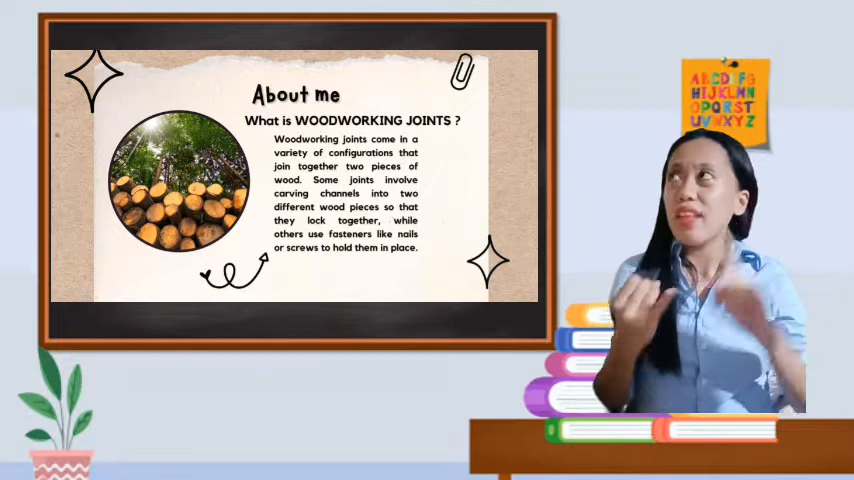 About me
What is WOODWORKING JOINTS ?
Woodworking joints come in a
variety of configurations that
join together two pieces of
wood. Some joints involve
carving channels into two
different wood pieces so that
they lock together, while
others use fasteners like nails
or screws to hold them in place.
ABCDEFG
HIJKLMN
OPQRST
UVWXYZ